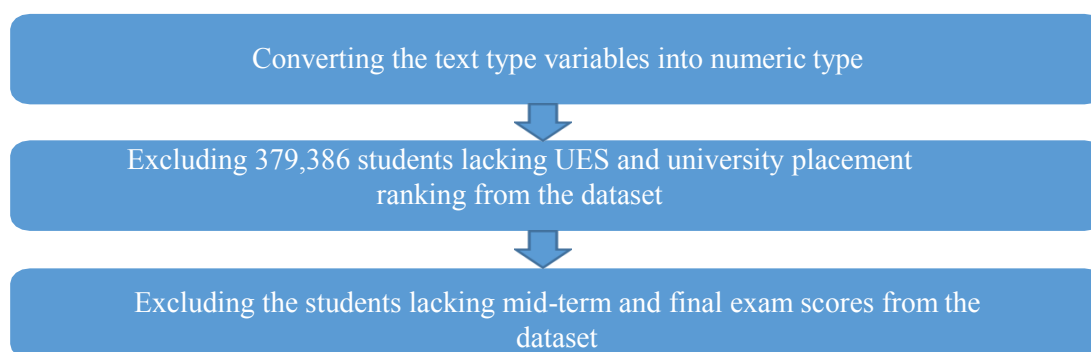 Converting the text type variables into numeric type
Excluding 379,386 students lacking UES and university placement
ranking from the dataset
Excluding the students lacking mid-term and final exam scores from the
dataset